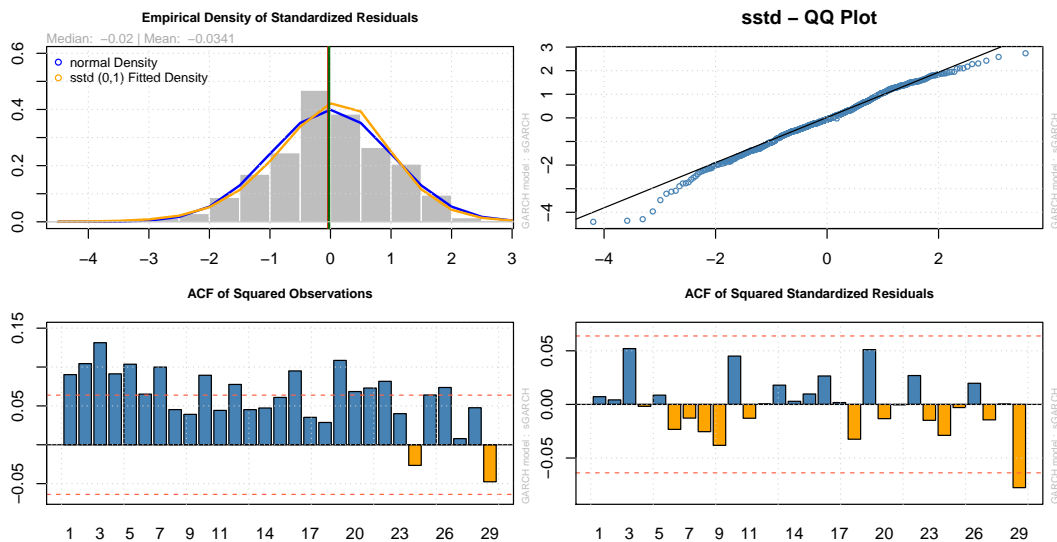 Empirical Density of Standardized Residuals
Median: −0.02 | Mean: −0.0341
normal Density
sstd (0,1) Fitted Density
0.0 0.2 0.4 0.6
−4 −3 −2 −1 0 1 2 3
GARCH model : sGARCH
sstd − QQ Plot
−4 −2 0 1 2 3
−4 −2 0 2
GARCH model : sGARCH
ACF of Squared Observations
−0.05 0.05 0.15
1 3 5 7 9 11 14 17 20 23 26 29
GARCH model : sGARCH
ACF of Squared Standardized Residuals
−0.05 0.00 0.05
1 3 5 7 9 11 14 17 20 23 26 29
GARCH model : sGARCH